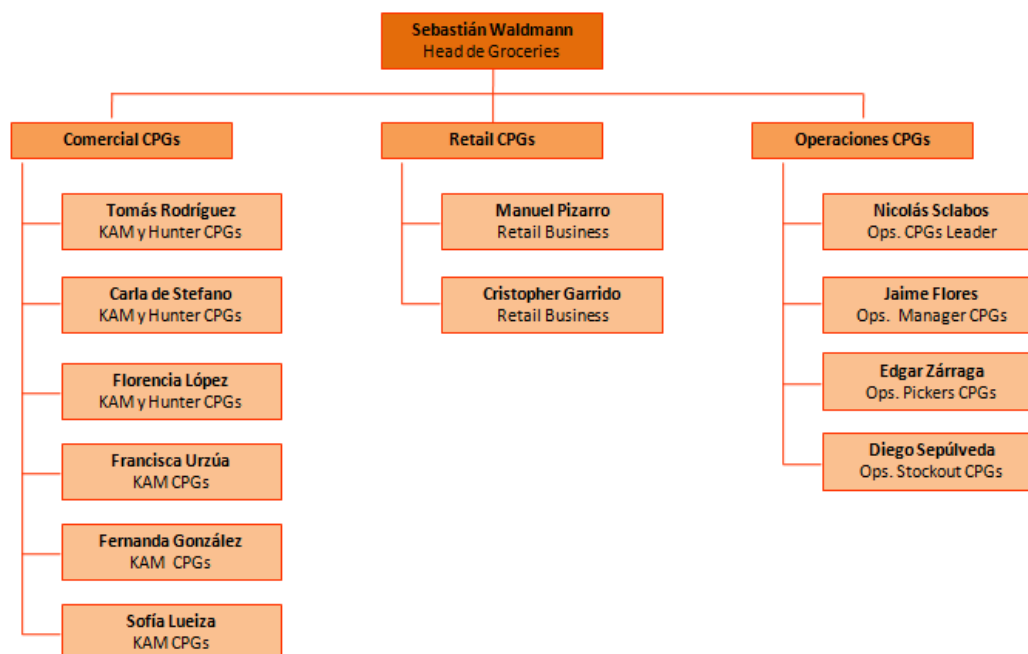 Sebastián Waldmann
Head de Groceries
Comercial CPGs
Retail CPGs
Operaciones CPGs
Tomás Rodríguez
KAM y Hunter CPGs
Carla de Stefano
KAM y Hunter CPGs
Florencia López
KAM y Hunter CPGs
Francisca Urzúa
KAM CPGs
Fernanda González
KAM CPGs
Sofía Lueiza
KAM CPGs
Manuel Pizarro
Retail Business
Cristopher Garrido
Retail Business
Nicolás Sclabos
Ops. CPGs Leader
Jaime Flores
Ops. Manager CPGs
Edgar Zárraga
Ops. Pickers CPGs
Diego Sepúlveda
Ops. Stockout CPGs